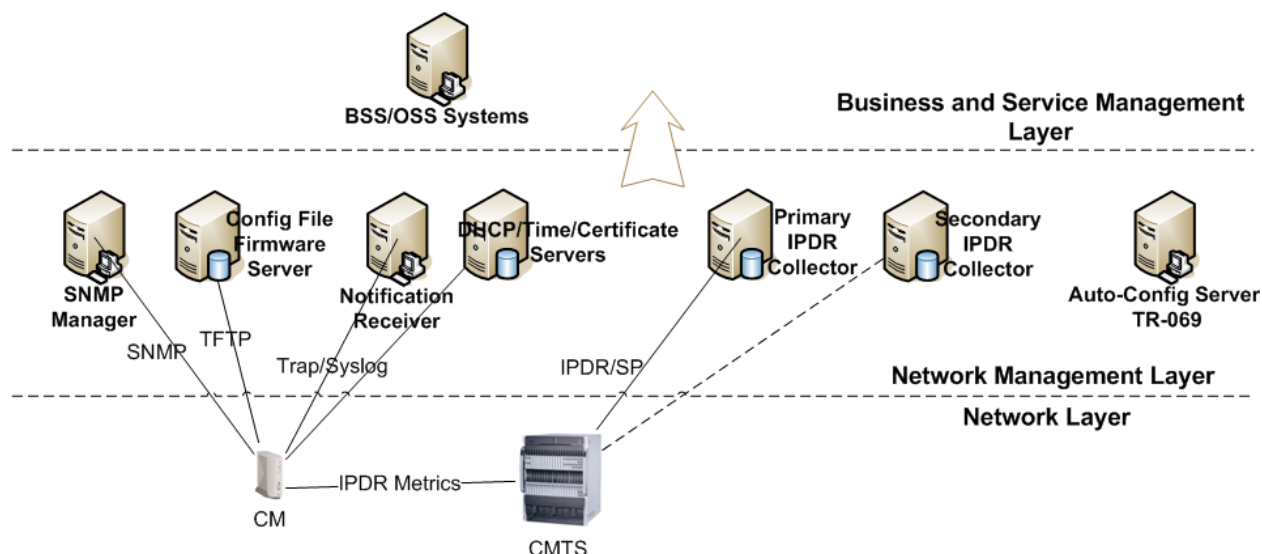 BSS/OSS Systems
Business and Service Management
Layer
SNMP
Manager
Config File
Firmware
Server
Notification
Receiver
DHCP/Time/Certificate
Servers
Primary
IPDR
Collector
Secondary
IPDR
Collector
Auto-Config Server
TR-069
SNMP
TFTP
Trap/Syslog
IPDR/SP
Network Management Layer
Network Layer
IPDR Metrics
CM
CMTS